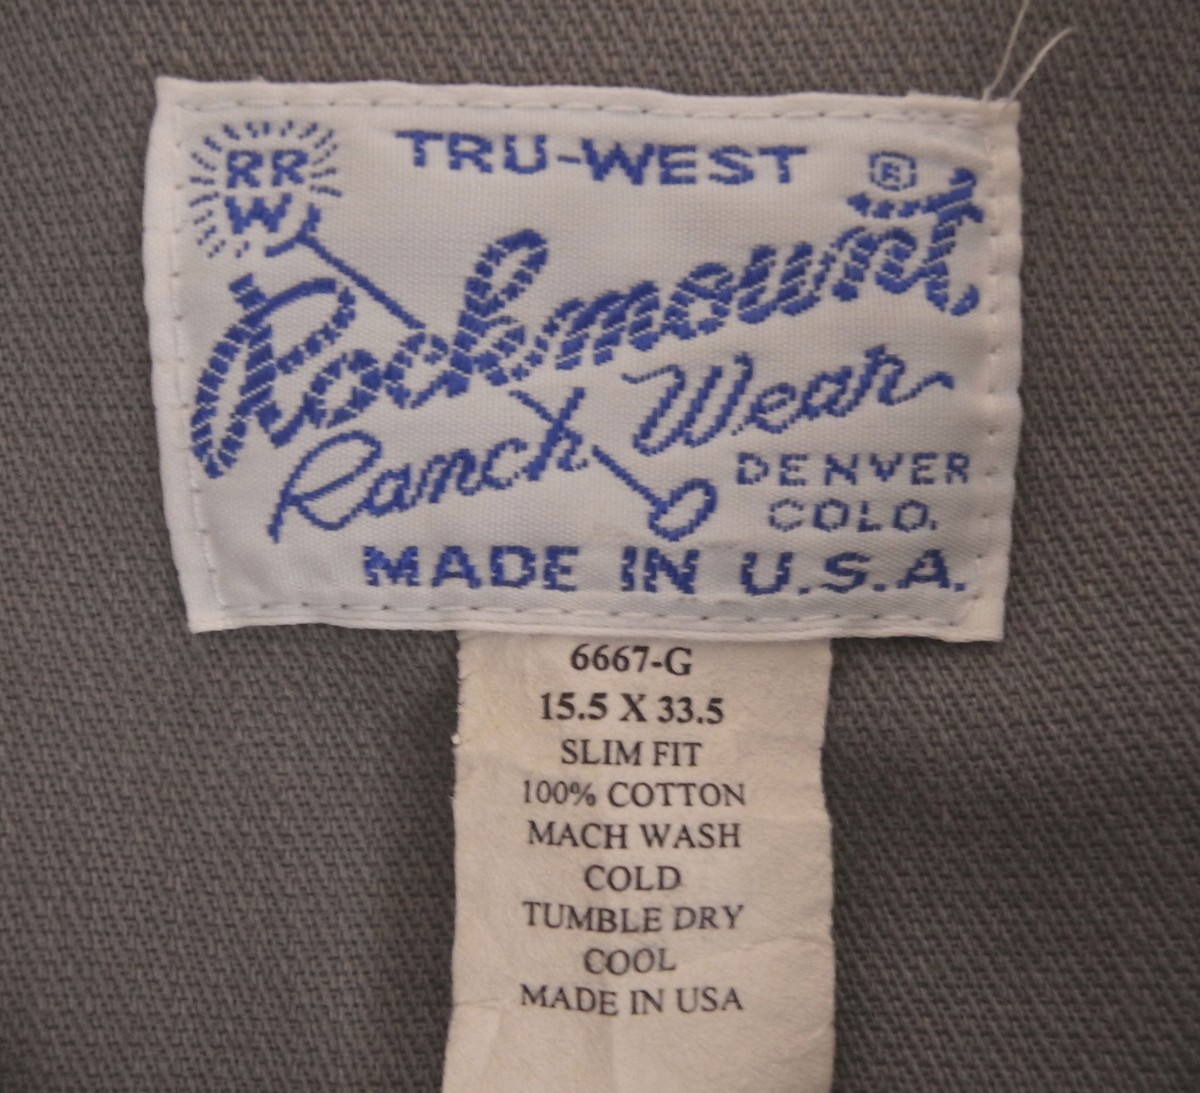 RR
W
TRU-WEST ®
Rockmount
Ranch Wear
DENVER
COLO.
MADE IN U.S.A.
6667-G
15.5 X 33.5
SLIM FIT
100% COTTON
MACH WASH
COLD
TUMBLE DRY
COOL
MADE IN USA